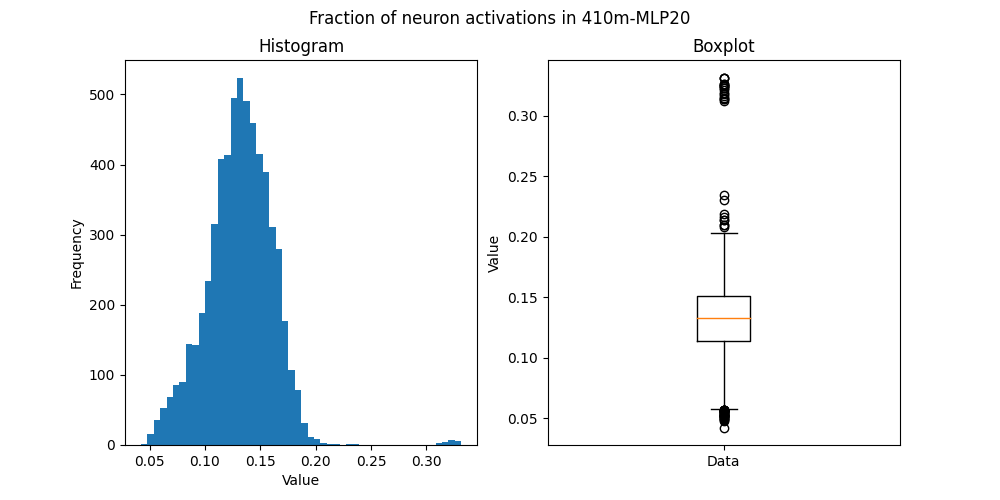 Fraction of neuron activations in 410m-MLP20
Histogram
Frequency
500
400
300
200
100
0
0.05 0.10 0.15 0.20 0.25 0.30
Value
Boxplot
Value
0.30
0.25
0.20
0.15
0.10
0.05
Data